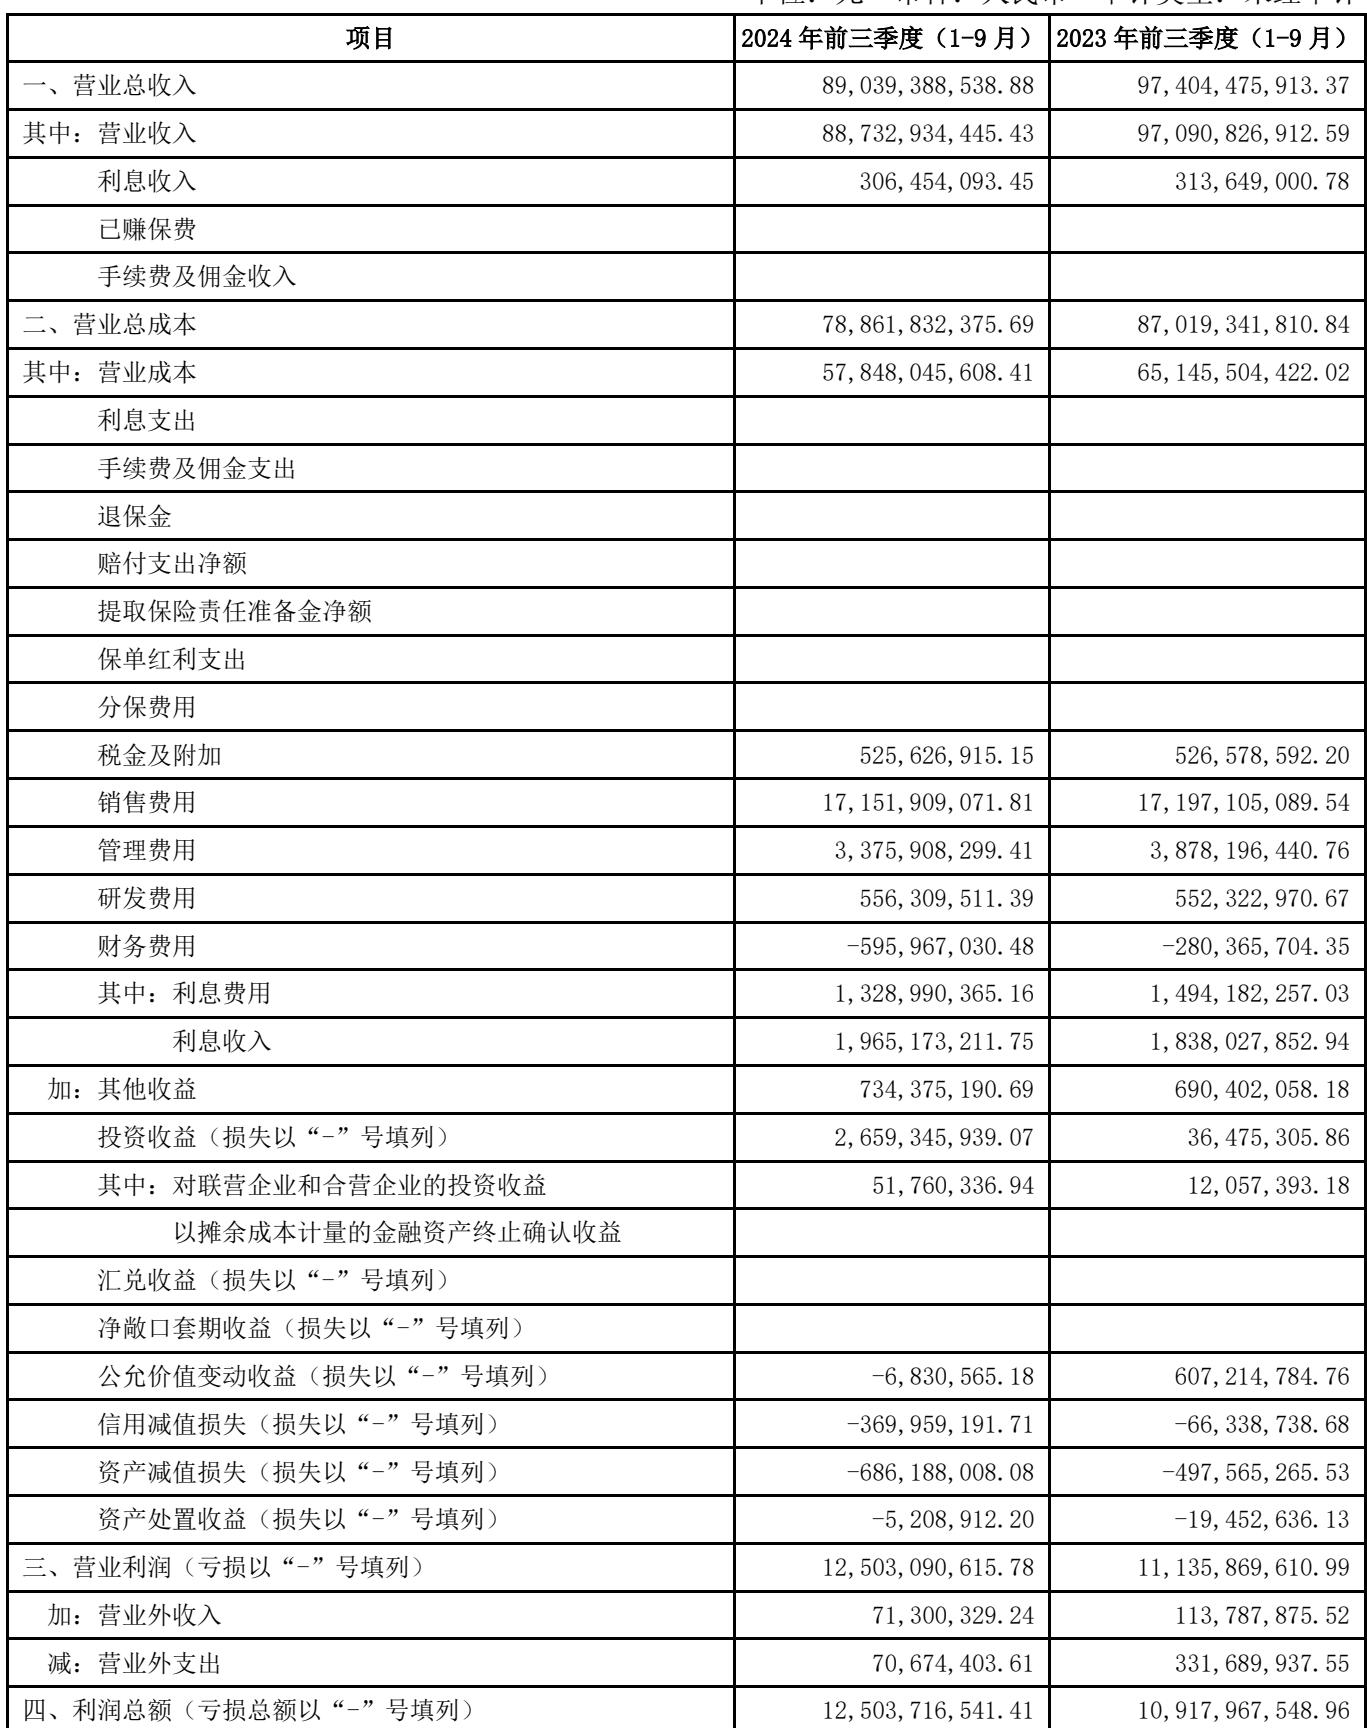 项目 2024 年前三季度（1-9 月） 2023 年前三季度（1-9 月）
一、营业总收入 89,039,388,538.88 97,404,475,913.37
其中：营业收入 88,732,934,445.43 97,090,826,912.59
利息收入 306,454,093.45 313,649,000.78
已赚保费
手续费及佣金收入
二、营业总成本 78,861,832,375.69 87,019,341,810.84
其中：营业成本 57,848,045,608.41 65,145,504,422.02
利息支出
手续费及佣金支出
退保金
赔付支出净额
提取保险责任准备金净额
保单红利支出
分保费用
税金及附加 525,626,915.15 526,578,592.20
销售费用 17,151,909,071.81 17,197,105,089.54
管理费用 3,375,908,299.41 3,878,196,440.76
研发费用 556,309,511.39 552,322,970.67
财务费用 -595,967,030.48 -280,365,704.35
其中：利息费用 1,328,990,365.16 1,494,182,257.03
利息收入 1,965,173,211.75 1,838,027,852.94
加：其他收益 734,375,190.69 690,402,058.18
投资收益（损失以“-”号填列） 2,659,345,939.07 36,475,305.86
其中：对联营企业和合营企业的投资收益 51,760,336.94 12,057,393.18
以摊余成本计量的金融资产终止确认收益
汇兑收益（损失以“-”号填列）
净敞口套期收益（损失以“-”号填列）
公允价值变动收益（损失以“-”号填列） -6,830,565.18 607,214,784.76
信用减值损失（损失以“-”号填列） -369,959,191.71 -66,338,738.68
资产减值损失（损失以“-”号填列） -686,188,008.08 -497,565,265.53
资产处置收益（损失以“-”号填列） -5,208,912.20 -19,452,636.13
三、营业利润（亏损以“-”号填列） 12,503,090,615.78 11,135,869,610.99
加：营业外收入 71,300,329.24 113,787,875.52
减：营业外支出 70,674,403.61 331,689,937.55
四、利润总额（亏损总额以“-”号填列） 12,503,716,541.41 10,917,967,548.96